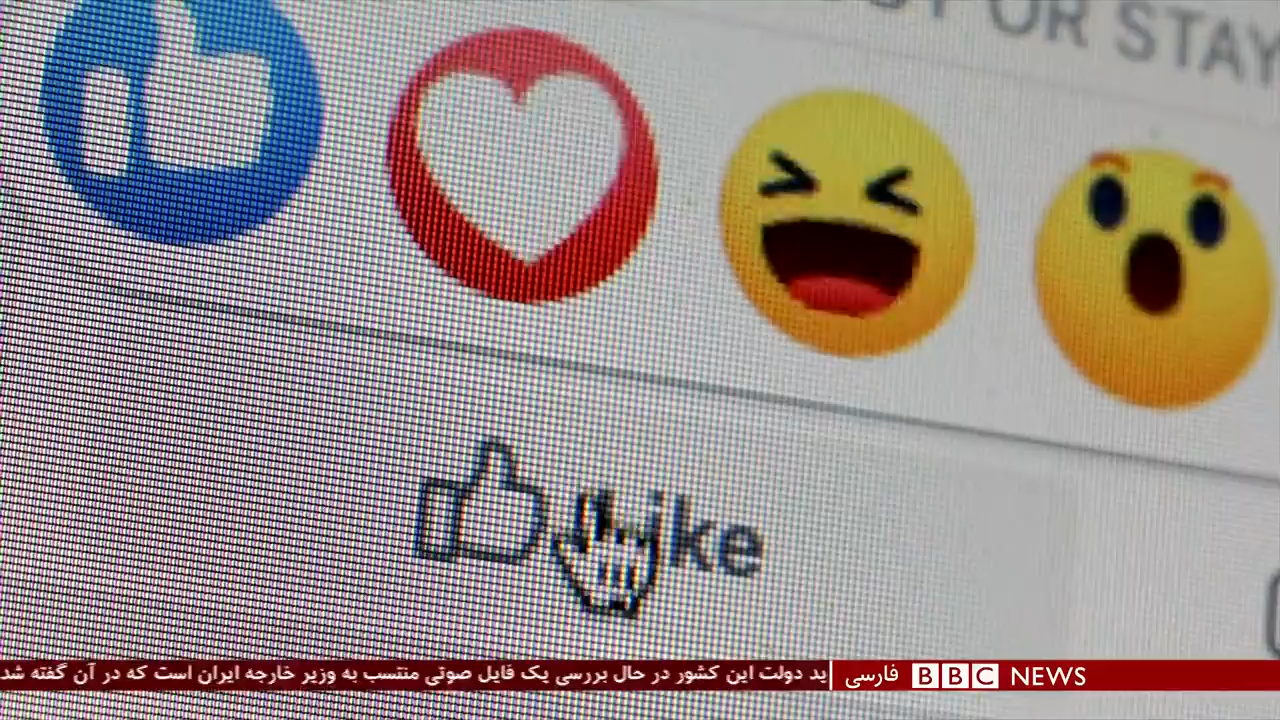 OR STAY
Like
ید دولت این کشور در حال بررسی یک فایل صوتی منتسب به وزیر خارجه ایران است که در آن گفته شد
BBC NEWS فارسی